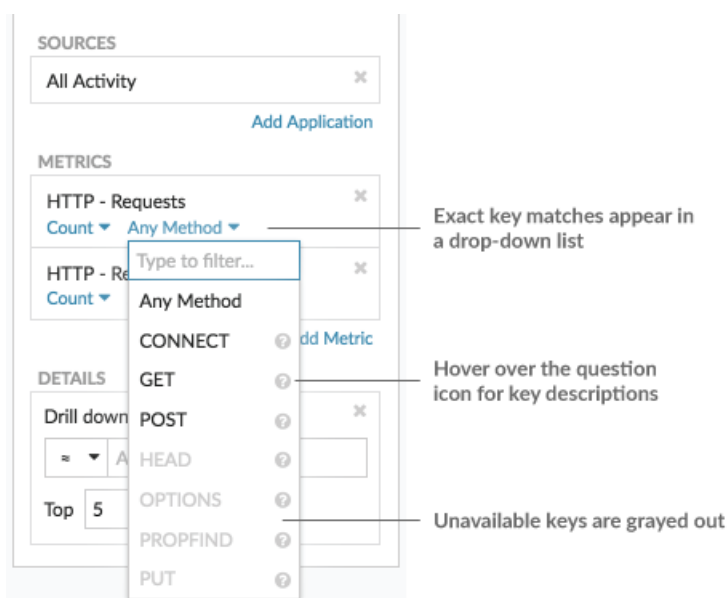 SOURCES
All Activity
Add Application
METRICS
HTTP - Requests
Count Any Method
Exact key matches appear in
a drop-down list
Type to filter...
HTTP - Re
Count
Any Method
CONNECT
dd Metric
Hover over the question
icon for key descriptions
DETAILS
GET
Drill down
POST
≈ A
HEAD
Top 5
OPTIONS
Unavailable keys are grayed out
PROPFIND
PUT